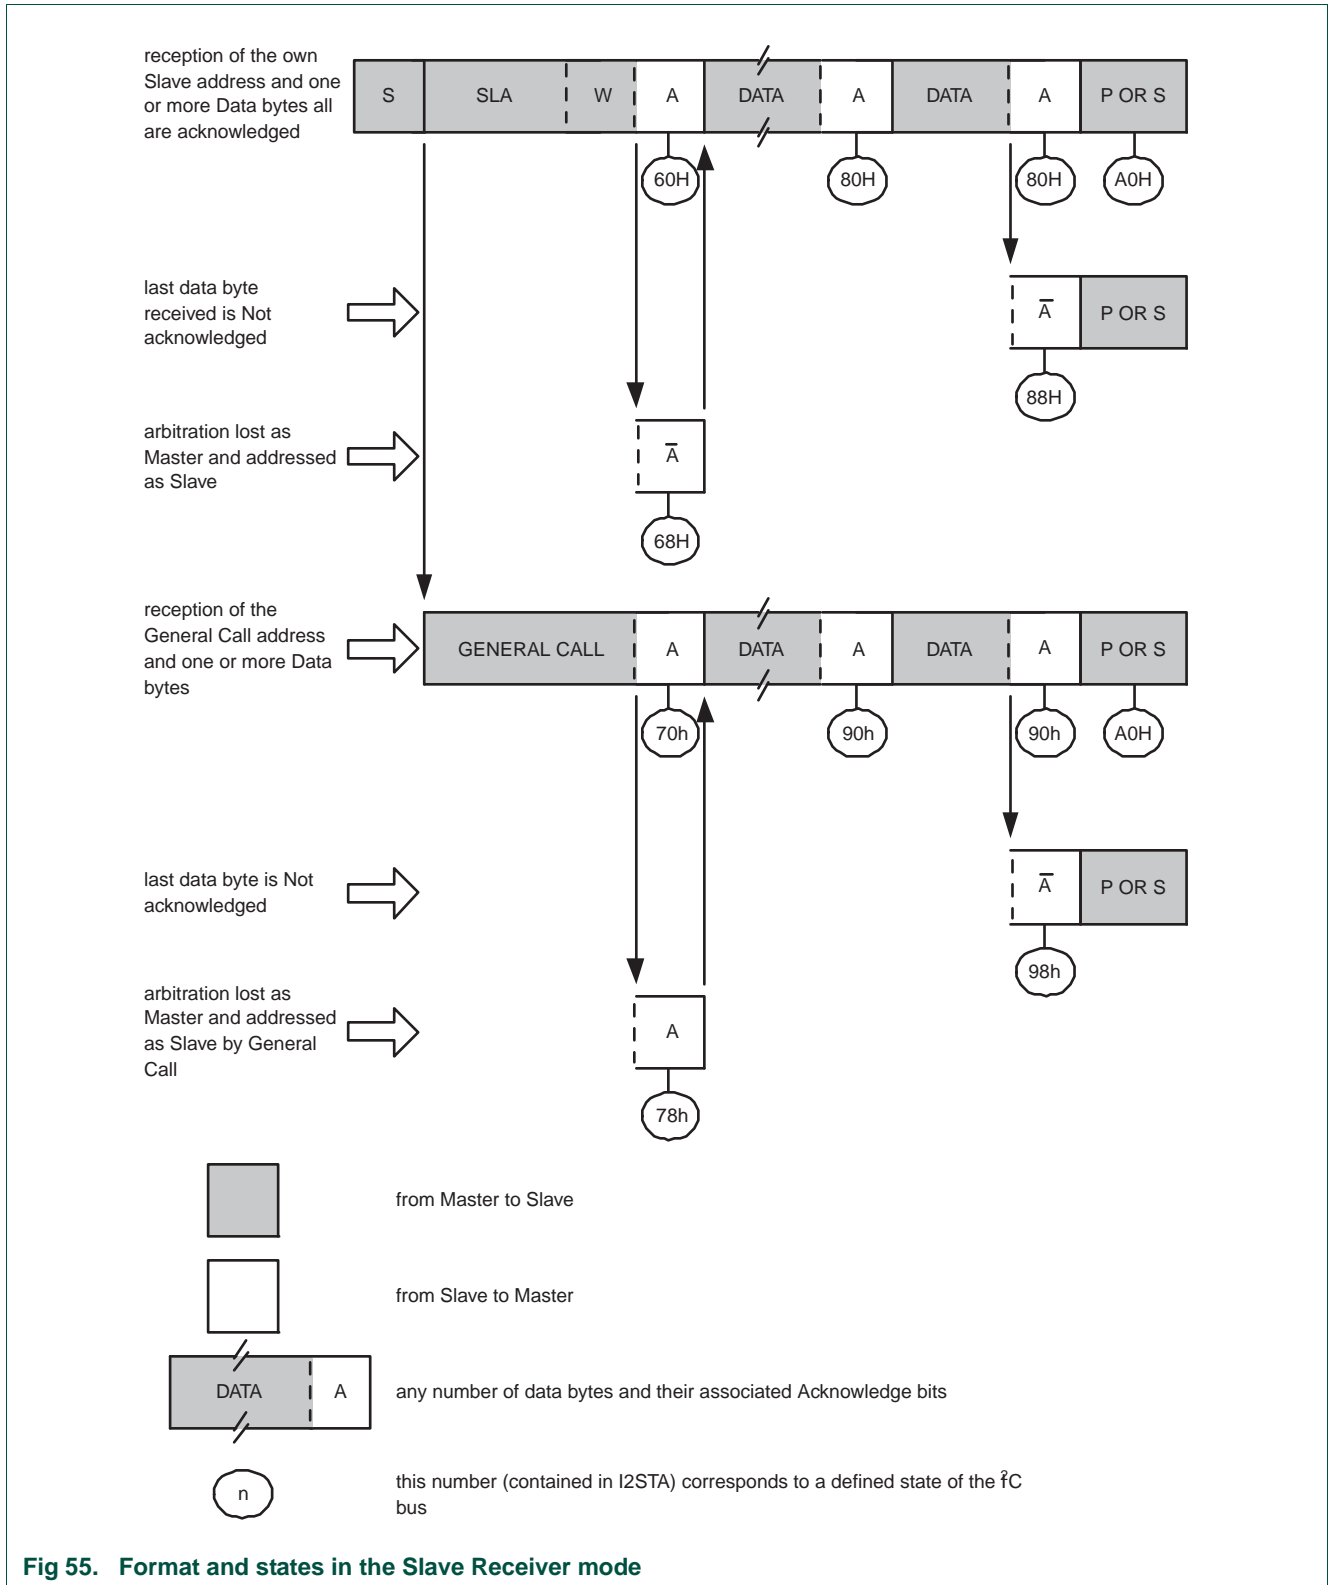 reception of the own
Slave address and one
or more Data bytes all
are acknowledged
S SLA W A DATA A DATA A P OR S
60H 80H 80H A0H
last data byte
received is Not
acknowledged
A̅ P OR S
88H
arbitration lost as
Master and addressed
as Slave
A̅
68H
reception of the
General Call address
and one or more Data
bytes
GENERAL CALL A DATA A DATA A P OR S
70h 90h 90h A0H
last data byte is Not
acknowledged
A̅ P OR S
98h
arbitration lost as
Master and addressed
as Slave by General
Call
A
78h
from Master to Slave
from Slave to Master
DATA A any number of data bytes and their associated Acknowledge bits
n this number (contained in I2STA) corresponds to a defined state of the I²C
bus
Fig 55. Format and states in the Slave Receiver mode